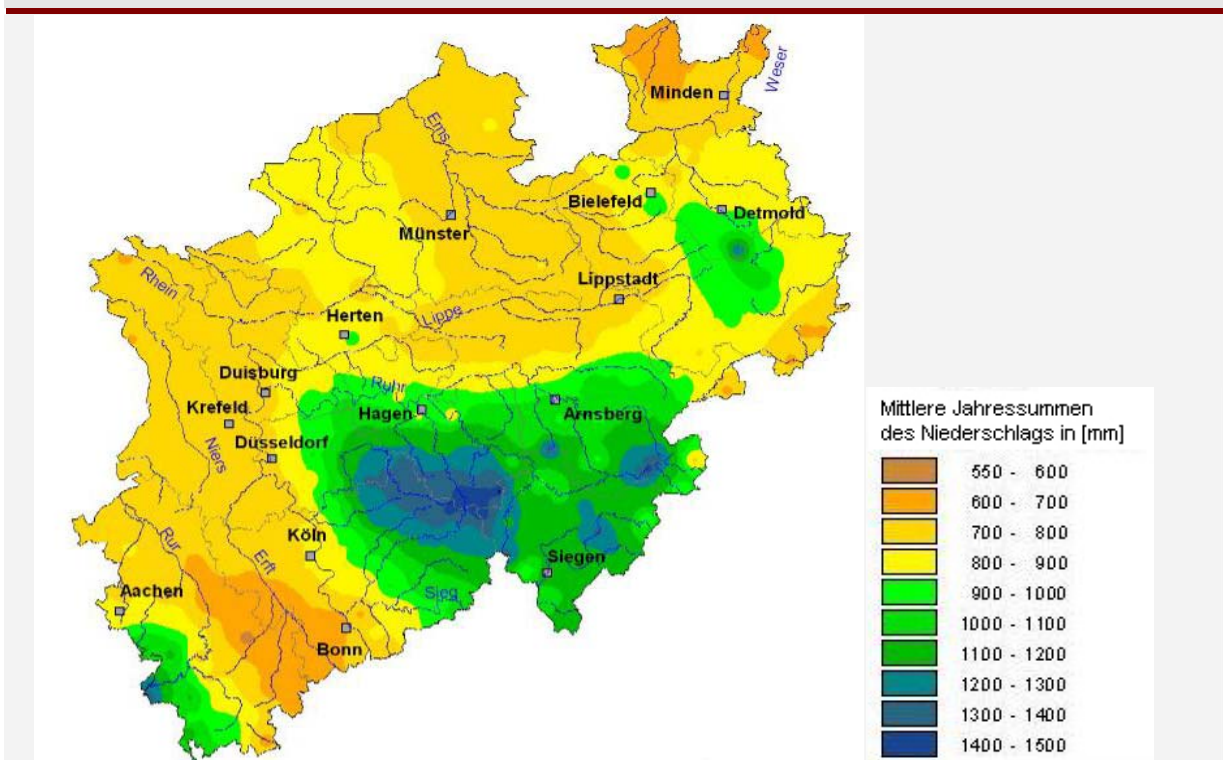 Minden
Weser
Ems
Bielefeld
Detmold
Münster
Lippstadt
Rhein
Herten
Lippe
Duisburg
Ruhr
Krefeld
Hagen
Arnsberg
Düsseldorf
Niers
Köln
Rur
Erft
Siegen
Aachen
Sieg
Bonn
Mittlere Jahressummen
des Niederschlags in [mm]
550 - 600
600 - 700
700 - 800
800 - 900
900 - 1000
1000 - 1100
1100 - 1200
1200 - 1300
1300 - 1400
1400 - 1500